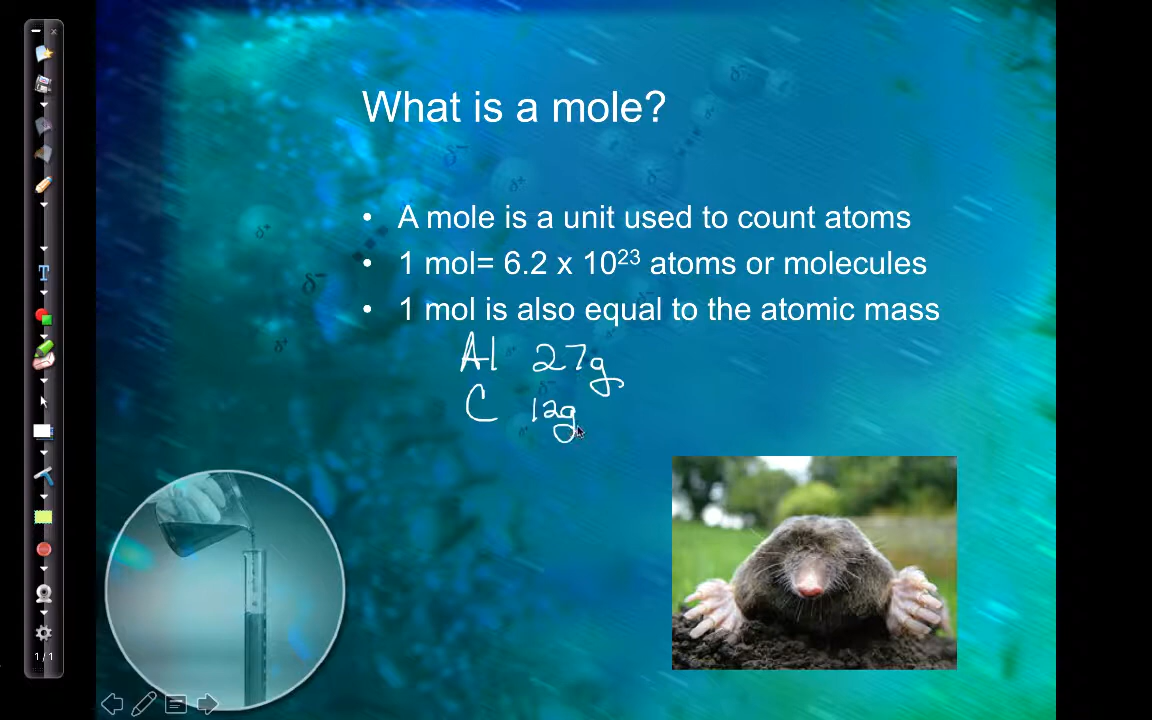 What is a mole?
• A mole is a unit used to count atoms
• 1 mol= 6.2 x 10²³ atoms or molecules
• 1 mol is also equal to the atomic mass
Al 27g
C 12g
δ−
δ+
T
1/1